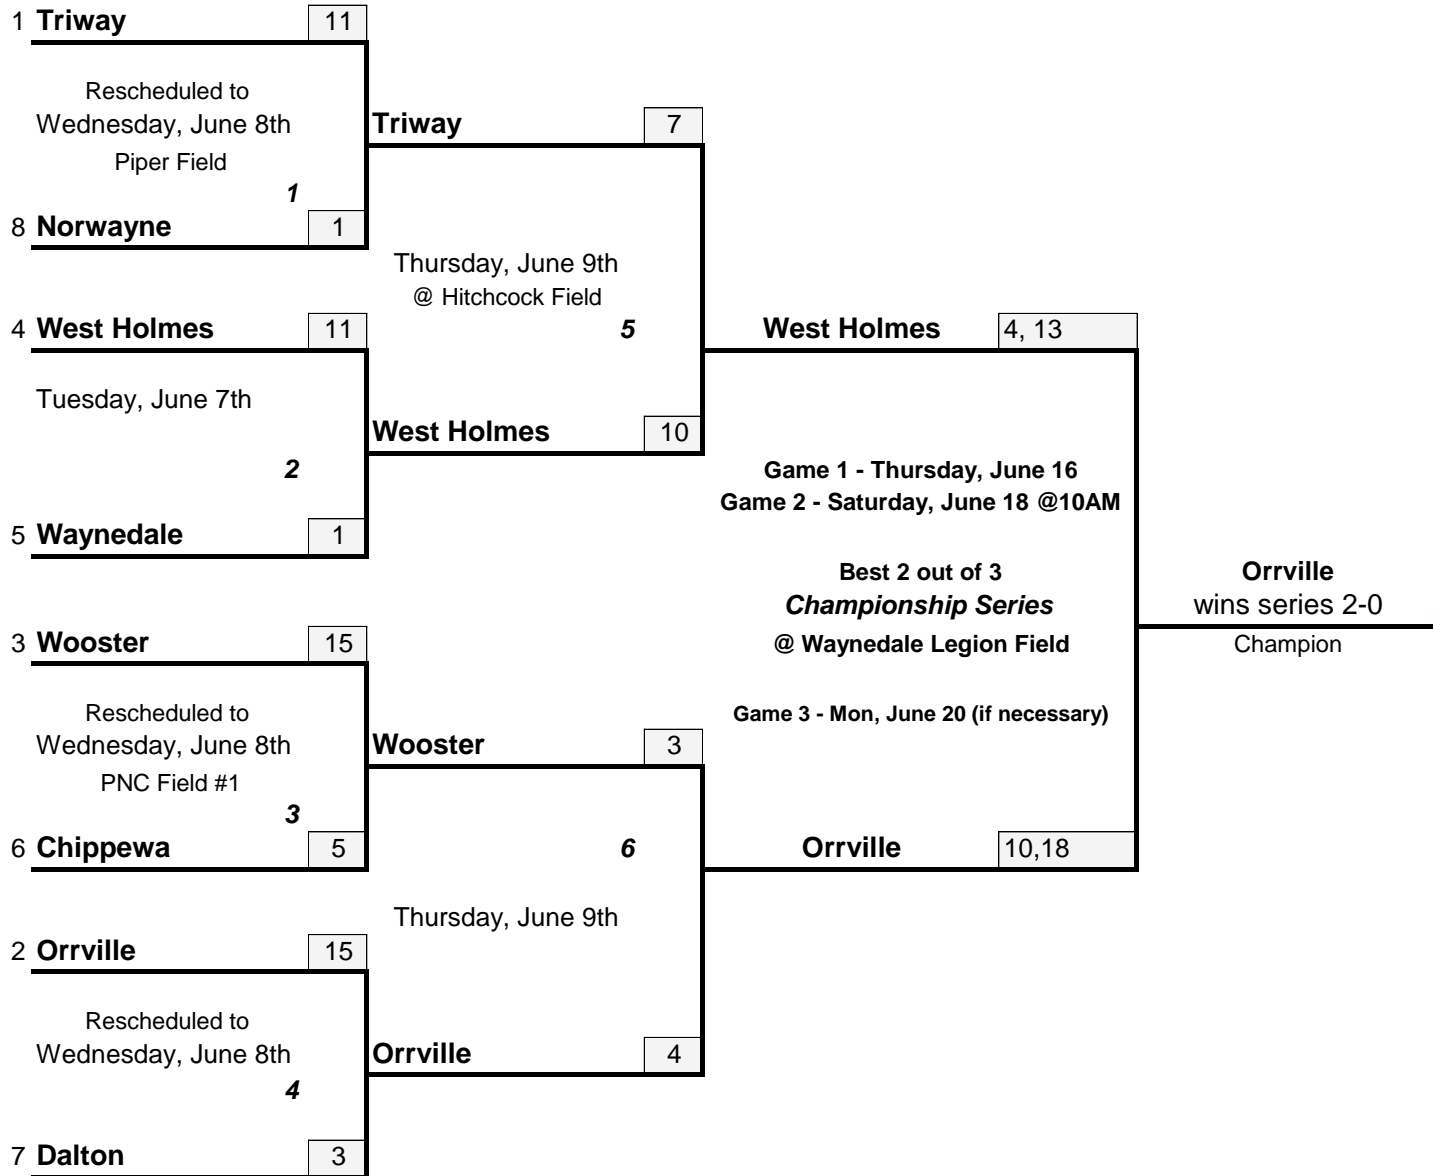 1 Triway 11
Rescheduled to
Wednesday, June 8th
Piper Field
1
8 Norwayne 1
4 West Holmes 11
Tuesday, June 7th
2
5 Waynedale 1
3 Wooster 15
Rescheduled to
Wednesday, June 8th
PNC Field #1
3
6 Chippewa 5
2 Orrville 15
Rescheduled to
Wednesday, June 8th
4
7 Dalton 3
Triway 7
Thursday, June 9th
@ Hitchcock Field
5
West Holmes 10
Wooster 3
6
Thursday, June 9th
Orrville 4
West Holmes 4, 13
Game 1 - Thursday, June 16
Game 2 - Saturday, June 18 @10AM
Best 2 out of 3
Championship Series
@ Waynedale Legion Field
Game 3 - Mon, June 20 (if necessary)
Orrville 10,18
Orrville
wins series 2-0
Champion